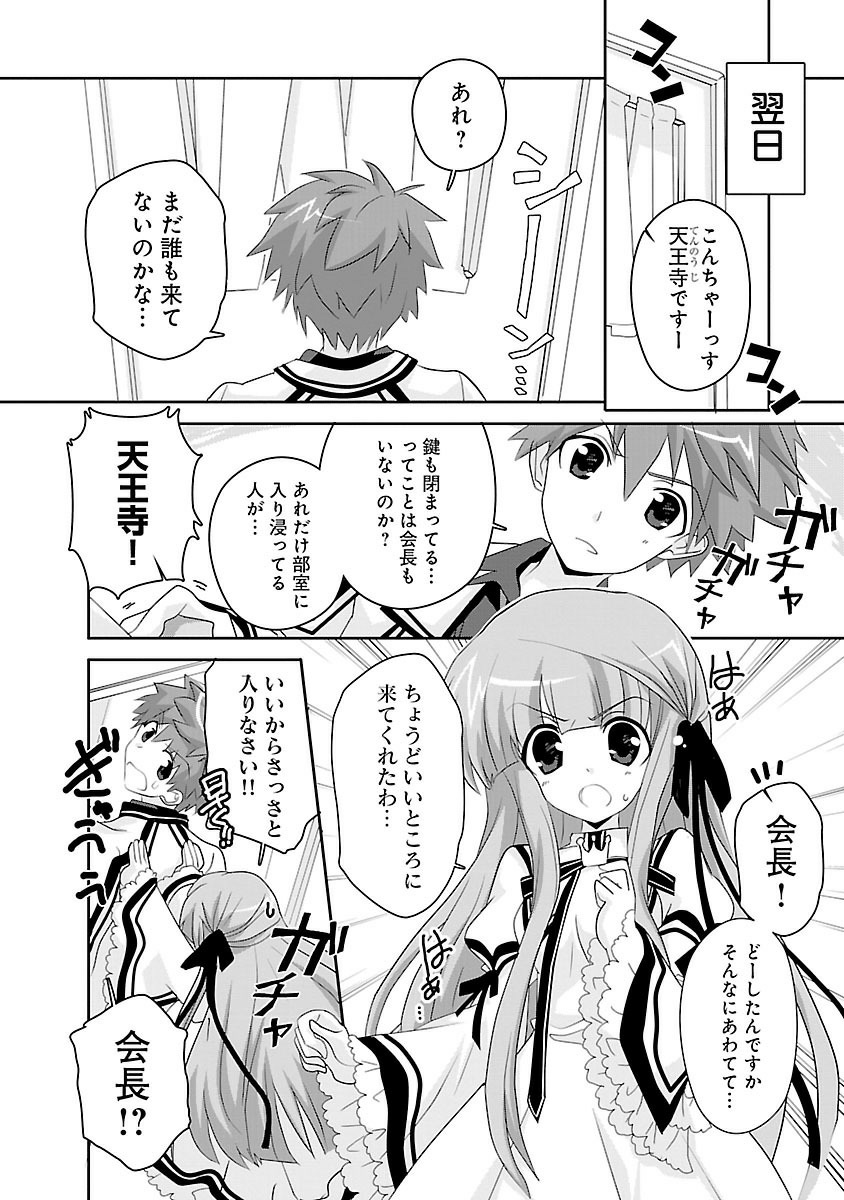 翌日
コン
コン
こんちゃーっす
天王寺ですー
てんのうじ
シーン…
あれ？
まだ誰も来て
ないのかな…
ガチャ
ガチャ
鍵も閉まってる…
ってことは会長も
いないのか？
あれだけ部室に
入り浸ってる
人が…
天王寺！
はぁ
会長！
どーしたんですか
そんなにあわてて…
ちょうどいいところに
来てくれたわ…
はぁ…
いいからさっさと
入りなさい!!
早く!!
ぎゅうう
ガチャ
会長!?